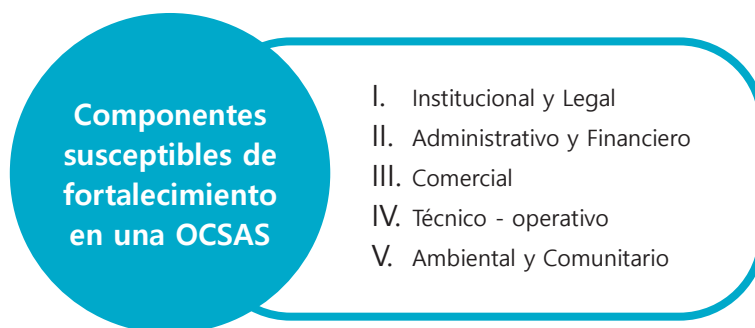 Componentes
susceptibles de
fortalecimiento
en una OCSAS
I. Institucional y Legal
II. Administrativo y Financiero
III. Comercial
IV. Técnico - operativo
V. Ambiental y Comunitario